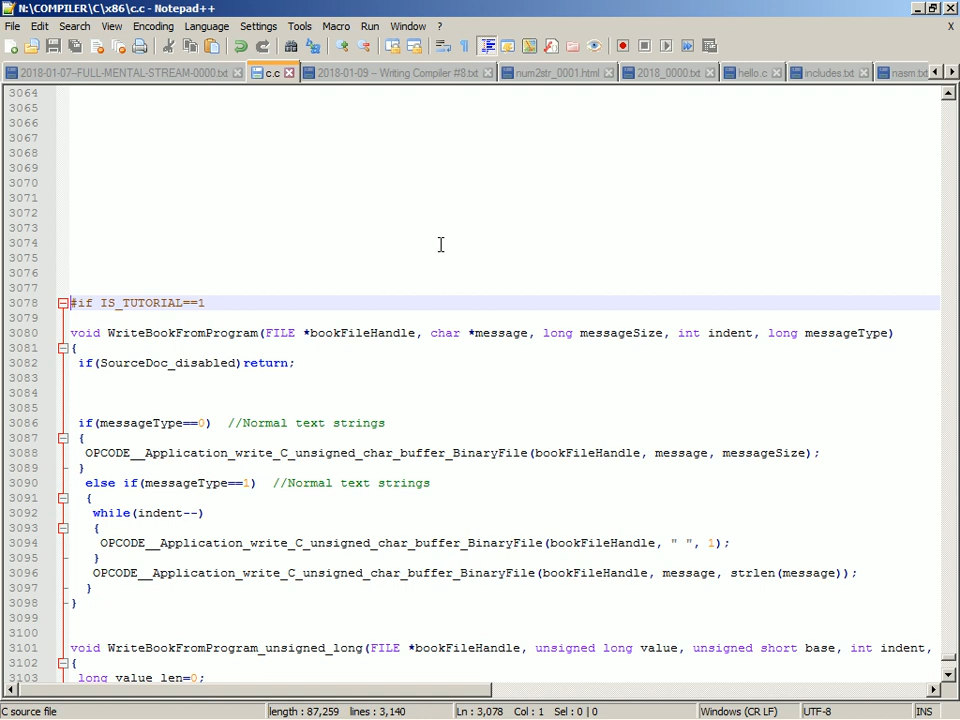 N:\COMPILER\C\x86\c.c - Notepad++
File Edit Search View Encoding Language Settings Tools Macro Run Window ? X
2018-01-07-FULL-MENTAL-STREAM-0000.txt c.c 2018-01-09 -- Writing Compiler #8.txt num2str_0001.html 2018_0000.txt hello.c includes.txt nasm.txt
3064
3065
3066
3067
3068
3069
3070
3071
3072
3073
3074
3075
3076
3077
3078 #if IS_TUTORIAL==1
3079
3080 void WriteBookFromProgram(FILE *bookFileHandle, char *message, long messageSize, int indent, long messageType)
3081 {
3082 if(SourceDoc_disabled)return;
3083
3084
3085
3086 if(messageType==0) //Normal text strings
3087 {
3088 OPCODE__Application_write_C_unsigned_char_buffer_BinaryFile(bookFileHandle, message, messageSize);
3089 }
3090 else if(messageType==1) //Normal text strings
3091 {
3092 while(indent--)
3093 {
3094 OPCODE__Application_write_C_unsigned_char_buffer_BinaryFile(bookFileHandle, " ", 1);
3095 }
3096 OPCODE__Application_write_C_unsigned_char_buffer_BinaryFile(bookFileHandle, message, strlen(message));
3097 }
3098 }
3099
3100
3101 void WriteBookFromProgram_unsigned_long(FILE *bookFileHandle, unsigned long value, unsigned short base, int indent,
3102 {
3103 long value_len=0;
C source file length : 87,259 lines : 3,140 Ln : 3,078 Col : 1 Sel : 0 | 0 Windows (CR LF) UTF-8 INS